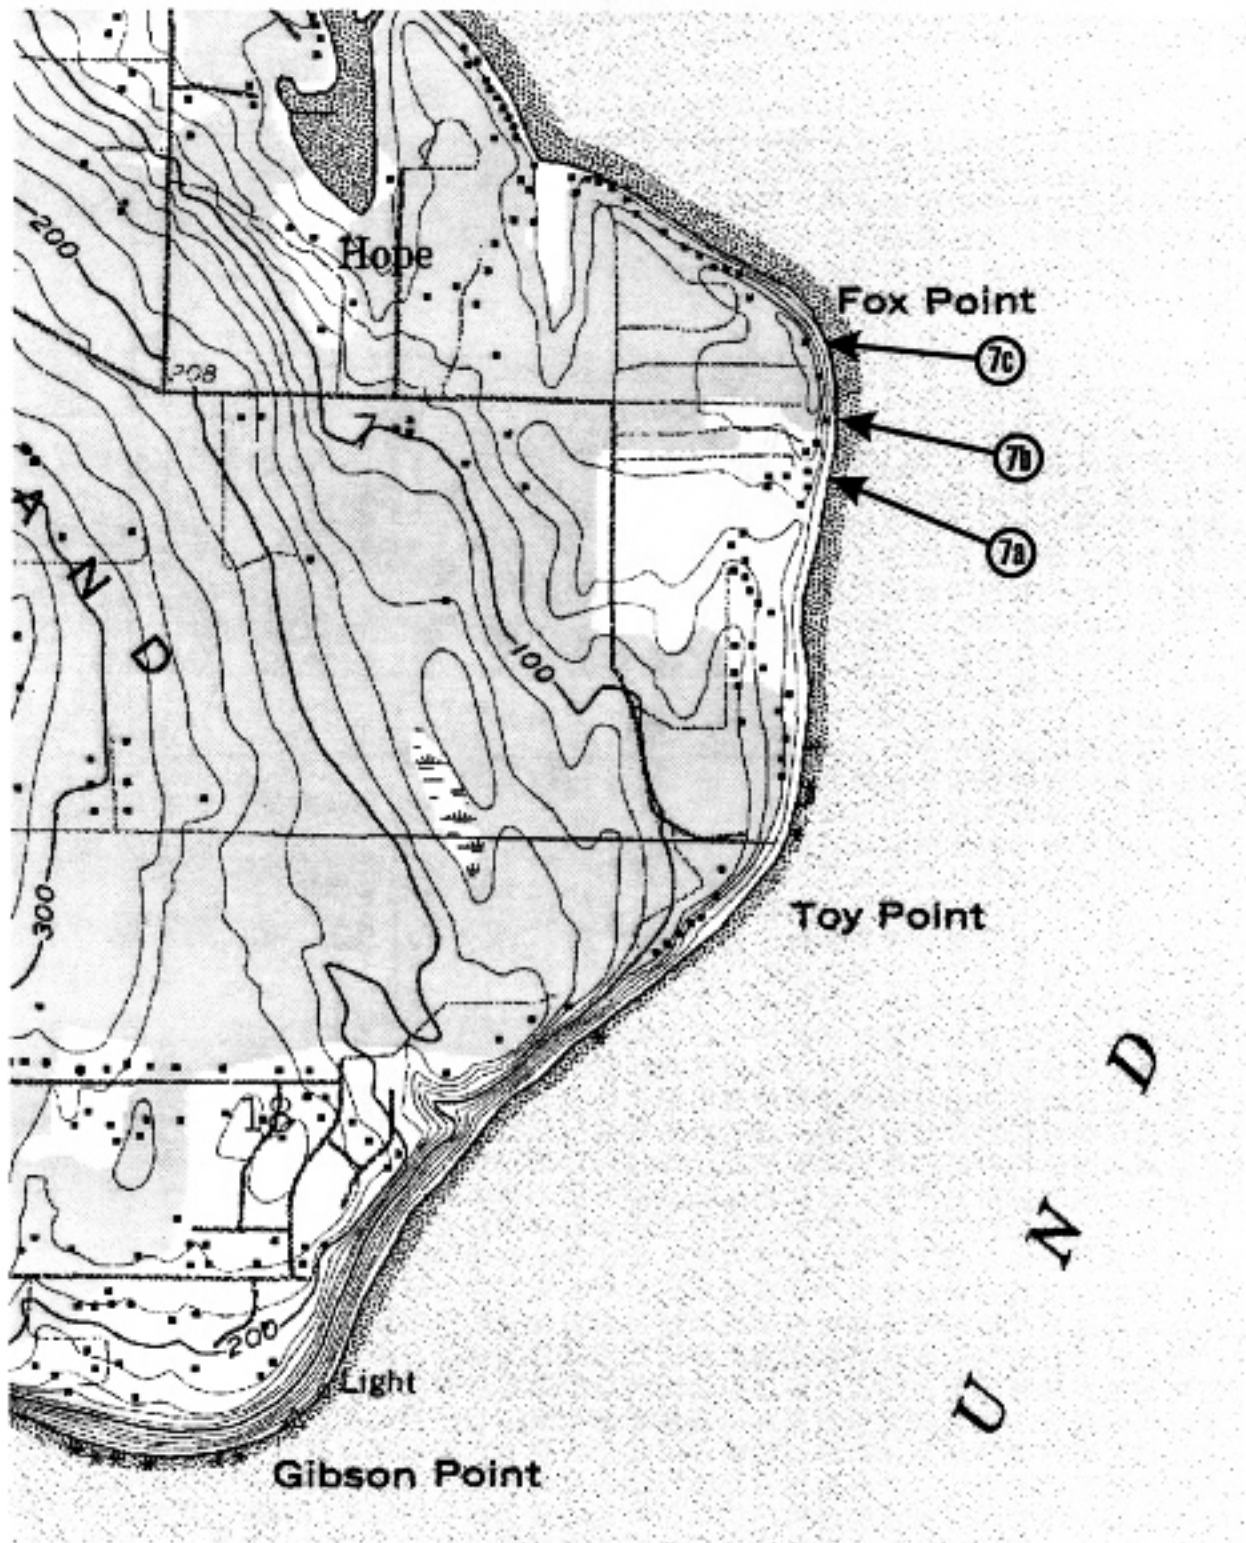 200
Hope
Fox Point
7c
208
7
7b
A
N
D
7a
100
300
Toy Point
D
18
U N D
200
Light
Gibson Point